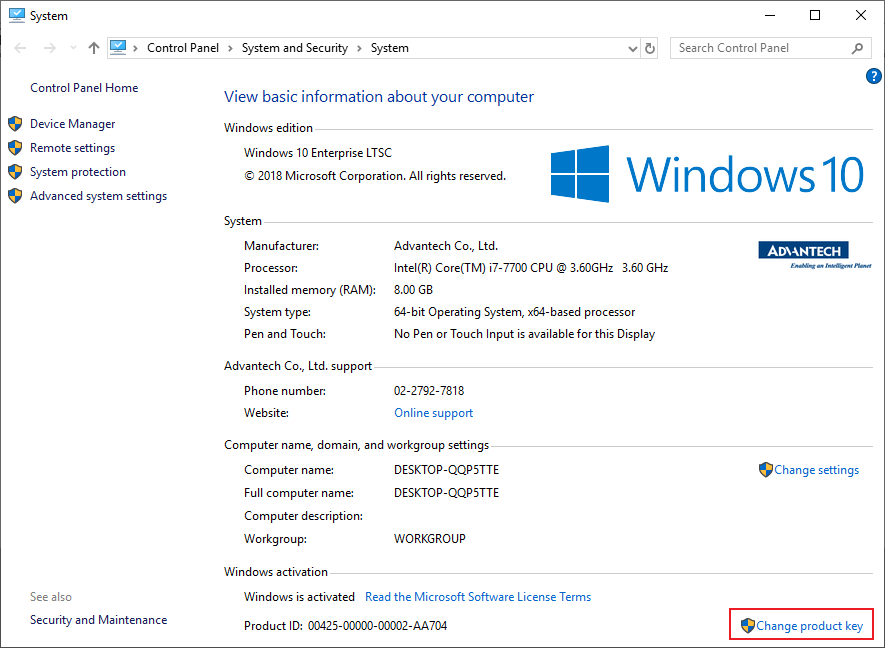 System
Control Panel > System and Security > System
Search Control Panel
?
Control Panel Home
Device Manager
Remote settings
System protection
Advanced system settings
View basic information about your computer
Windows edition
Windows 10 Enterprise LTSC
© 2018 Microsoft Corporation. All rights reserved.
Windows 10
System
Manufacturer: Advantech Co., Ltd.
Processor: Intel(R) Core(TM) i7-7700 CPU @ 3.60GHz 3.60 GHz
Installed memory (RAM): 8.00 GB
System type: 64-bit Operating System, x64-based processor
Pen and Touch: No Pen or Touch Input is available for this Display
ADVANTECH
Enabling an Intelligent Planet
Advantech Co., Ltd. support
Phone number: 02-2792-7818
Website: Online support
Computer name, domain, and workgroup settings
Computer name: DESKTOP-QQP5TTE
Change settings
Full computer name: DESKTOP-QQP5TTE
Computer description:
Workgroup: WORKGROUP
Windows activation
Windows is activated Read the Microsoft Software License Terms
Product ID: 00425-00000-00002-AA704
Change product key
See also
Security and Maintenance